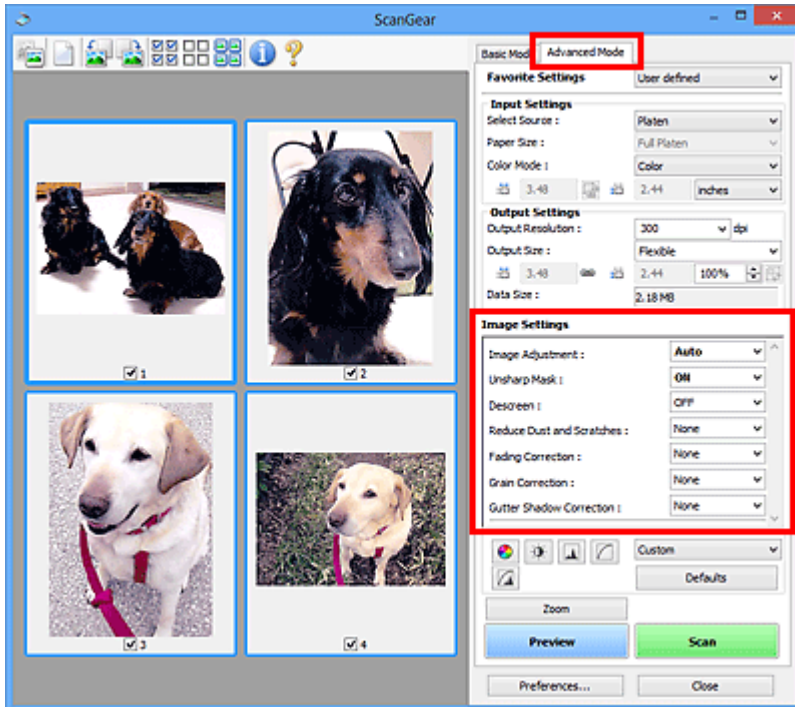 ScanGear
Basic Mode Advanced Mode
Favorite Settings User defined
Input Settings
Select Source : Platen
Paper Size : Full Platen
Color Mode : Color
3.48 2.44 inches
Output Settings
Output Resolution : 300 dpi
Output Size : Flexible
3.48 2.44 100%
Data Size : 2.18 MB
Image Settings
Image Adjustment : Auto
Unsharp Mask : ON
Descreen : OFF
Reduce Dust and Scratches : None
Fading Correction : None
Grain Correction : None
Gutter Shadow Correction : None
Custom
Defaults
Zoom
Preview Scan
Preferences... Close
1
2
3
4